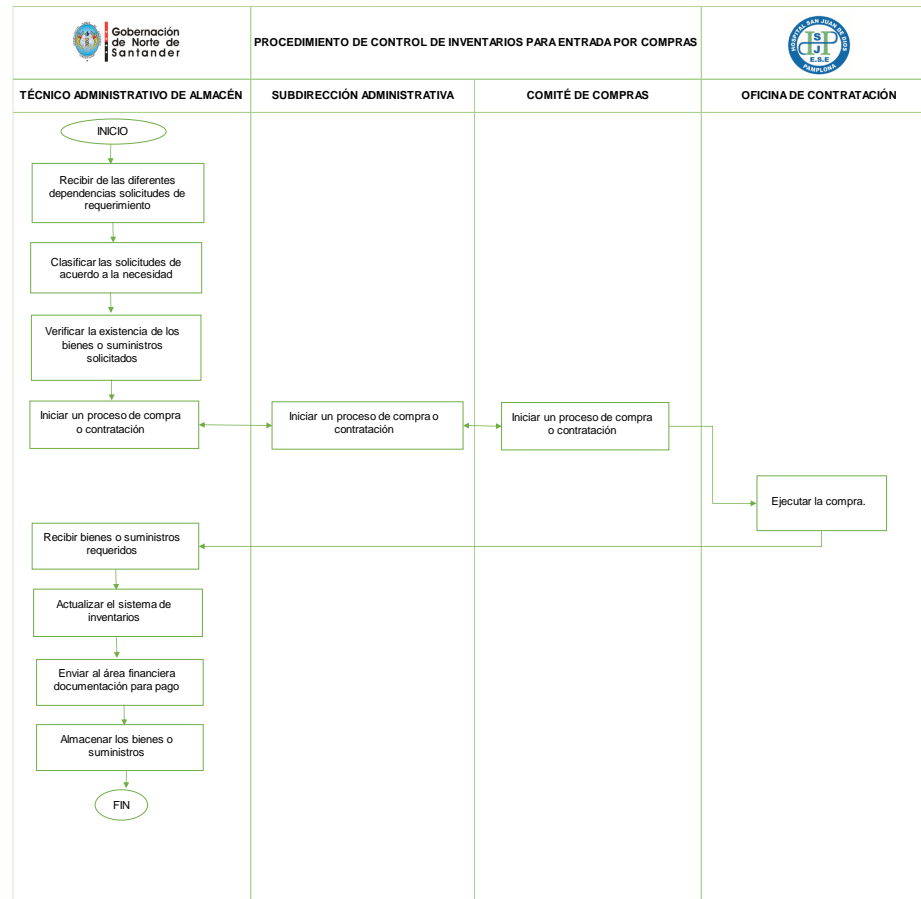 Gobernación
de Norte de
Santander
PROCEDIMIENTO DE CONTROL DE INVENTARIOS PARA ENTRADA POR COMPRAS
HOSPITAL SAN JUAN DE DIOS
S
J
E.S.E
PAMPLONA
TÉCNICO ADMINISTRATIVO DE ALMACÉN
SUBDIRECCIÓN ADMINISTRATIVA
COMITÉ DE COMPRAS
OFICINA DE CONTRATACIÓN
INICIO
Recibir de las diferentes
dependencias solicitudes de
requerimiento
Clasificar las solicitudes de
acuerdo a la necesidad
Verificar la existencia de los
bienes o suministros
solicitados
Iniciar un proceso de compra
o contratación
Iniciar un proceso de compra o
contratación
Iniciar un proceso de compra
o contratación
Ejecutar la compra.
Recibir bienes o suministros
requeridos
Actualizar el sistema de
inventarios
Enviar al área financiera
documentación para pago
Almacenar los bienes o
suministros
FIN